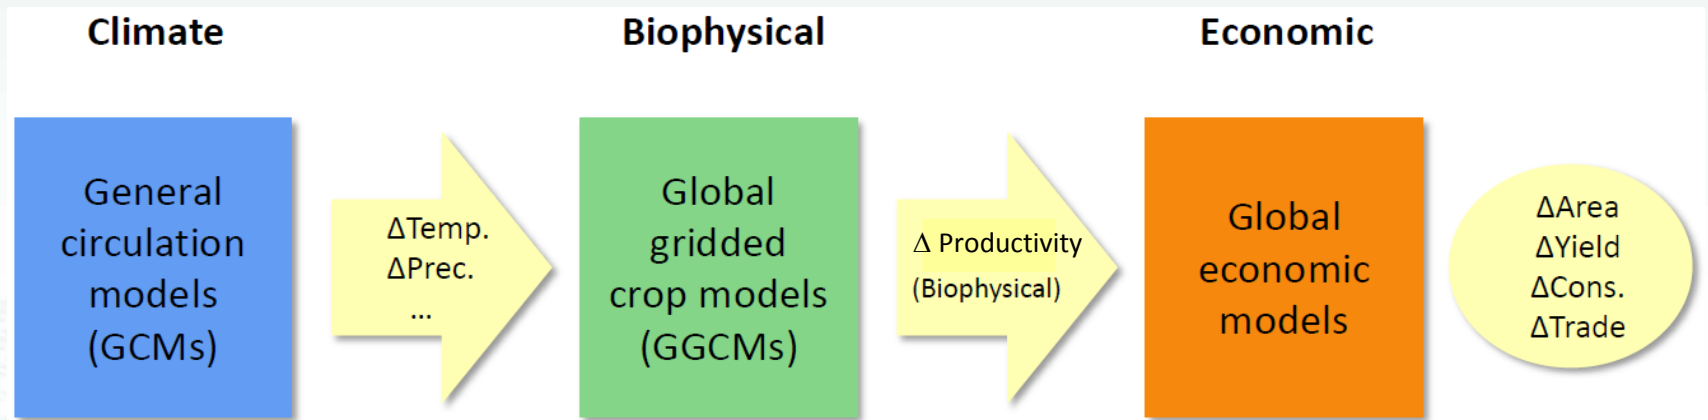 Climate
Biophysical
Economic
General
circulation
models
(GCMs)
ΔTemp.
ΔPrec.
...
Global
gridded
crop models
(GGCMs)
Δ Productivity
(Biophysical)
Global
economic
models
ΔArea
ΔYield
ΔCons.
ΔTrade